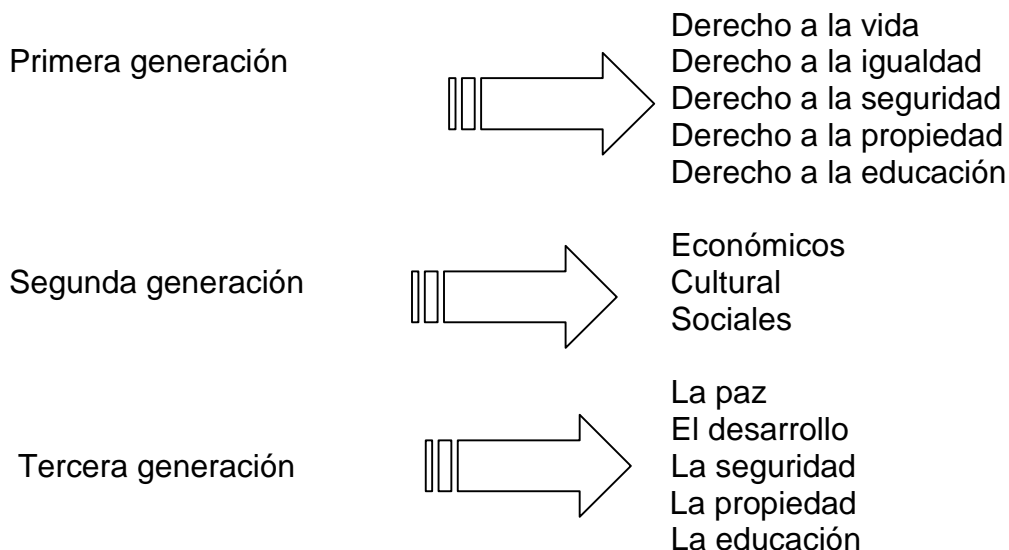 Primera generación
Derecho a la vida
Derecho a la igualdad
Derecho a la seguridad
Derecho a la propiedad
Derecho a la educación
Segunda generación
Económicos
Cultural
Sociales
Tercera generación
La paz
El desarrollo
La seguridad
La propiedad
La educación